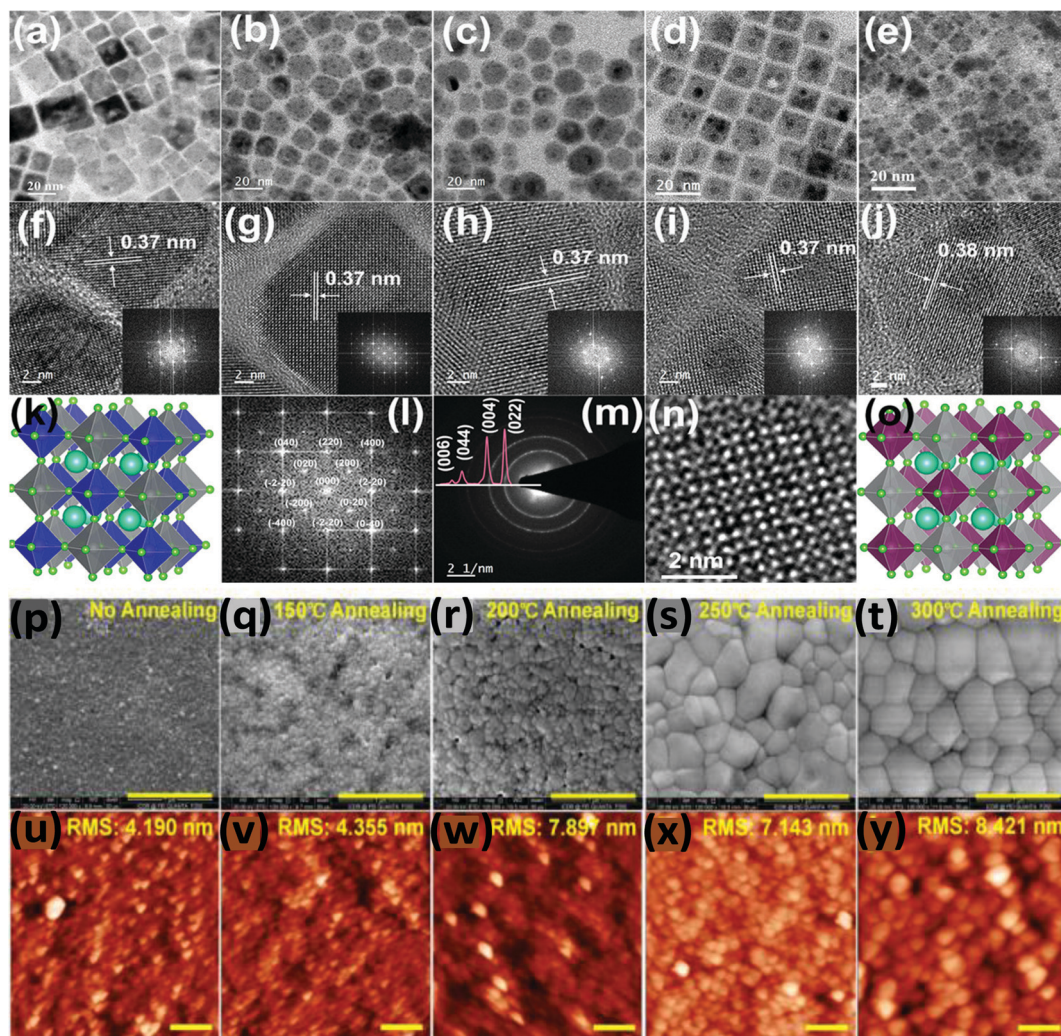 (a) (b) (c) (d) (e)
20 nm 20 nm 20 nm 20 nm 20 nm
(f) (g) (h) (i) (j)
0.37 nm 0.37 nm 0.37 nm 0.37 nm 0.38 nm
2 nm 2 nm 2 nm 2 nm 2 nm
(k) (l) (m) (n) (o)
(040) (220) (400)
(020) (200)
(000)
(-2-20) (2-20)
(-200) (0-20)
(-400) (-2-20) (0-40)
(006) (044) (004) (022)
2 1/nm
2 nm
(p) No Annealing
(q) 150°C Annealing
(r) 200°C Annealing
(s) 250°C Annealing
(t) 300°C Annealing
(u) RMS: 4.190 nm
(v) RMS: 4.355 nm
(w) RMS: 7.897 nm
(x) RMS: 7.143 nm
(y) RMS: 8.421 nm